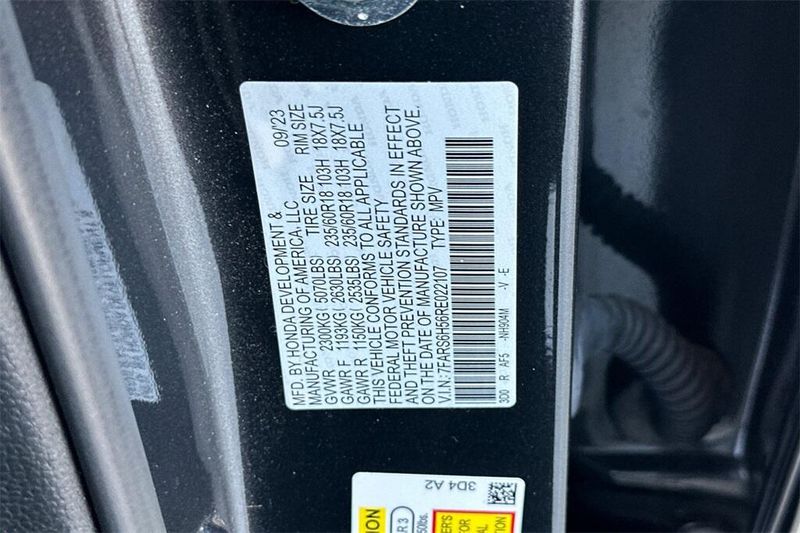 MFD. BY HONDA DEVELOPMENT &
MANUFACTURING OF AMERICA, LLC 09/23
TIRE SIZE RIM SIZE
GVWR 2300KG( 5070LBS) 235/60R18 103H 18X7.5J
GAWR F 1193KG( 2630LBS) 235/60R18 103H 18X7.5J
GAWR R 1150KG( 2535LBS)
THIS VEHICLE CONFORMS TO ALL APPLICABLE
FEDERAL MOTOR VEHICLE SAFETY
AND THEFT PREVENTION STANDARDS IN EFFECT
ON THE DATE OF MANUFACTURE SHOWN ABOVE.
V.I.N.: 7FARS6H56RE022107 TYPE: MPV
3D0 R AF5 -NH904M -V -E
3D4 A2